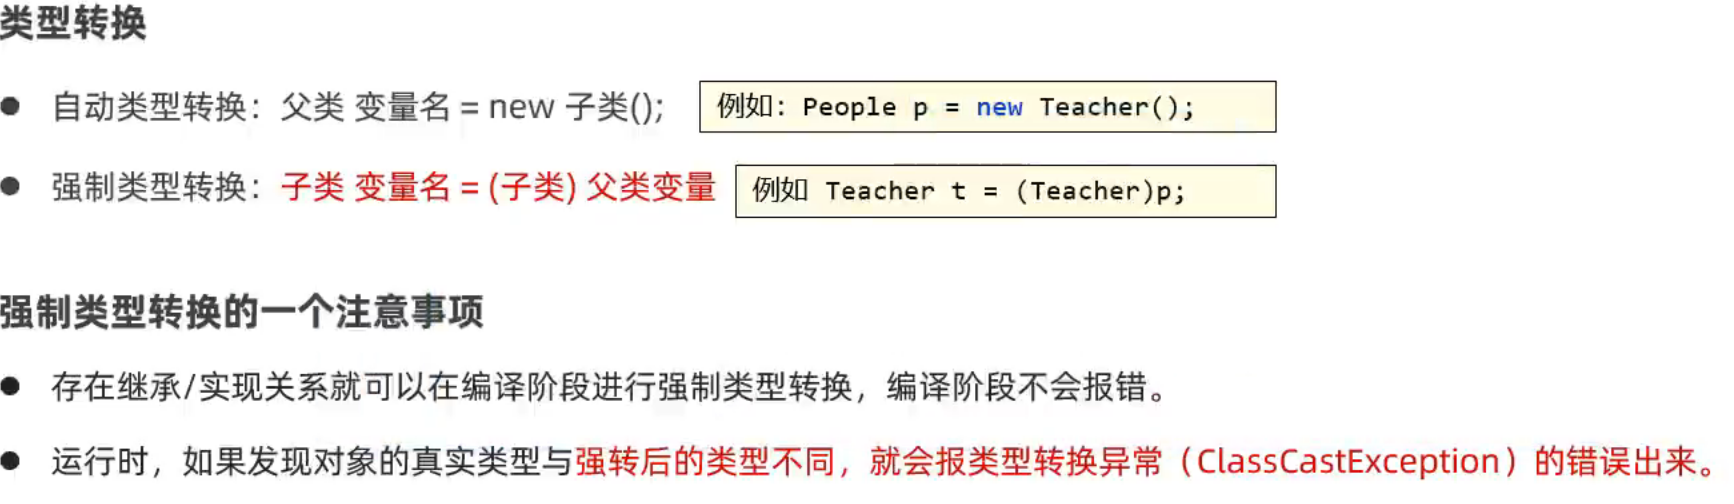 类型转换
自动类型转换：父类 变量名 = new 子类();
例如：People p = new Teacher();
强制类型转换：子类 变量名 = (子类) 父类变量
例如 Teacher t = (Teacher)p;
强制类型转换的一个注意事项
存在继承/实现关系就可以在编译阶段进行强制类型转换，编译阶段不会报错。
运行时，如果发现对象的真实类型与强转后的类型不同，就会报类型转换异常（ClassCastException）的错误出来。